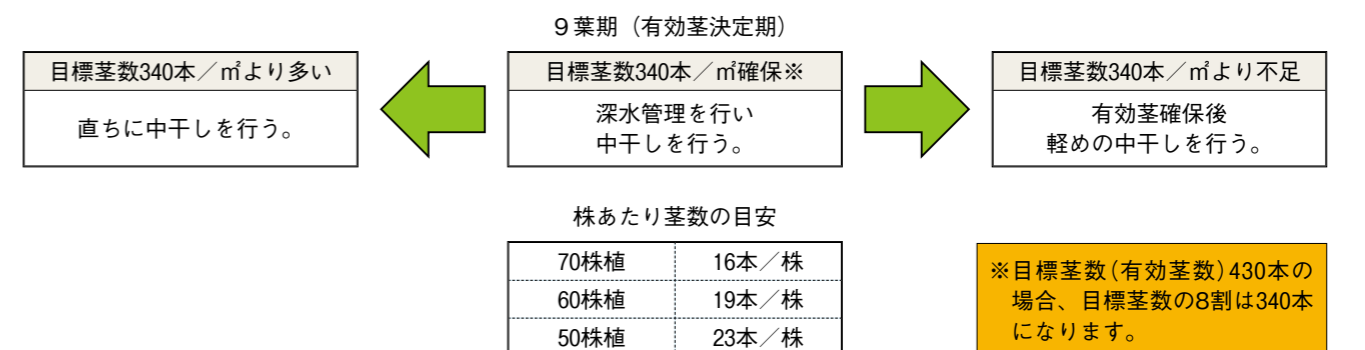 9葉期（有効茎決定期）
目標茎数340本／㎡より多い
直ちに中干しを行う。
目標茎数340本／㎡確保※
深水管理を行い
中干しを行う。
目標茎数340本／㎡より不足
有効茎確保後
軽めの中干しを行う。
株あたり茎数の目安
70株植 16本／株
60株植 19本／株
50株植 23本／株
※目標茎数（有効茎数）430本の
場合、目標茎数の8割は340本
になります。